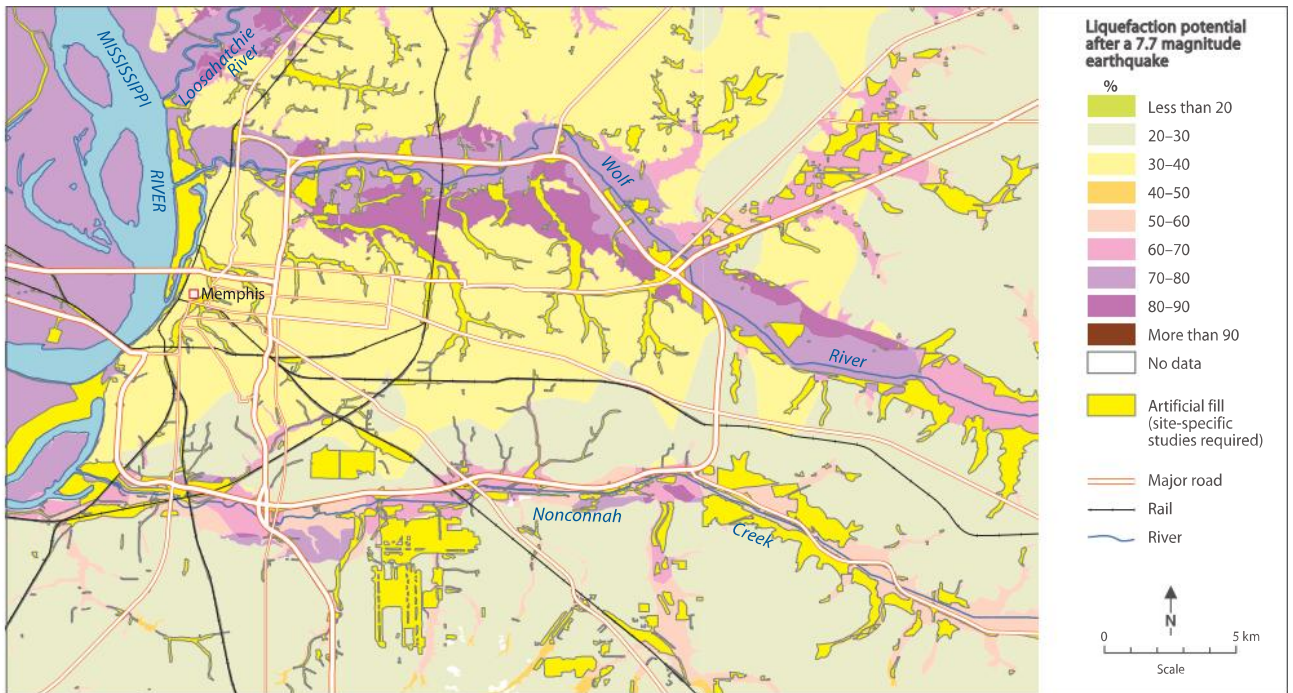 MISSISSIPPI
RIVER
Loosahatchie
River
Wolf
River
Memphis
Nonconnah
Creek
Liquefaction potential
after a 7.7 magnitude
earthquake
%
Less than 20
20–30
30–40
40–50
50–60
60–70
70–80
80–90
More than 90
No data
Artificial fill
(site-specific
studies required)
Major road
Rail
River
N
0 5 km
Scale